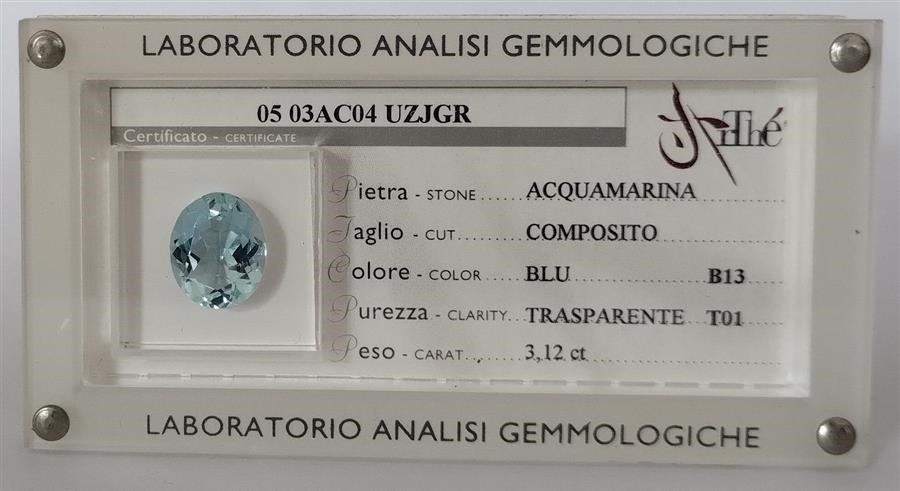 LABORATORIO ANALISI GEMMOLOGICHE
05 03AC04 UZJGR
Certificato - CERTIFICATE
Pietra - STONE..... ACQUAMARINA
Taglio - CUT..... COMPOSITO
Colore - COLOR..... BLU B13
Purezza - CLARITY... TRASPARENTE T01
Peso - CARAT..... 3,12 ct
LABORATORIO ANALISI GEMMOLOGICHE